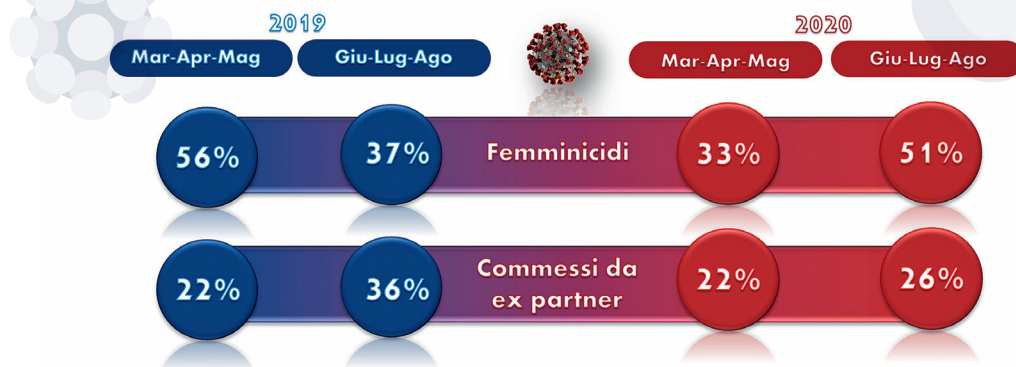 2019
2020
Mar-Apr-Mag
Giu-Lug-Ago
Mar-Apr-Mag
Giu-Lug-Ago
56%
37%
Femminicidi
33%
51%
22%
36%
Commessi da
ex partner
22%
26%